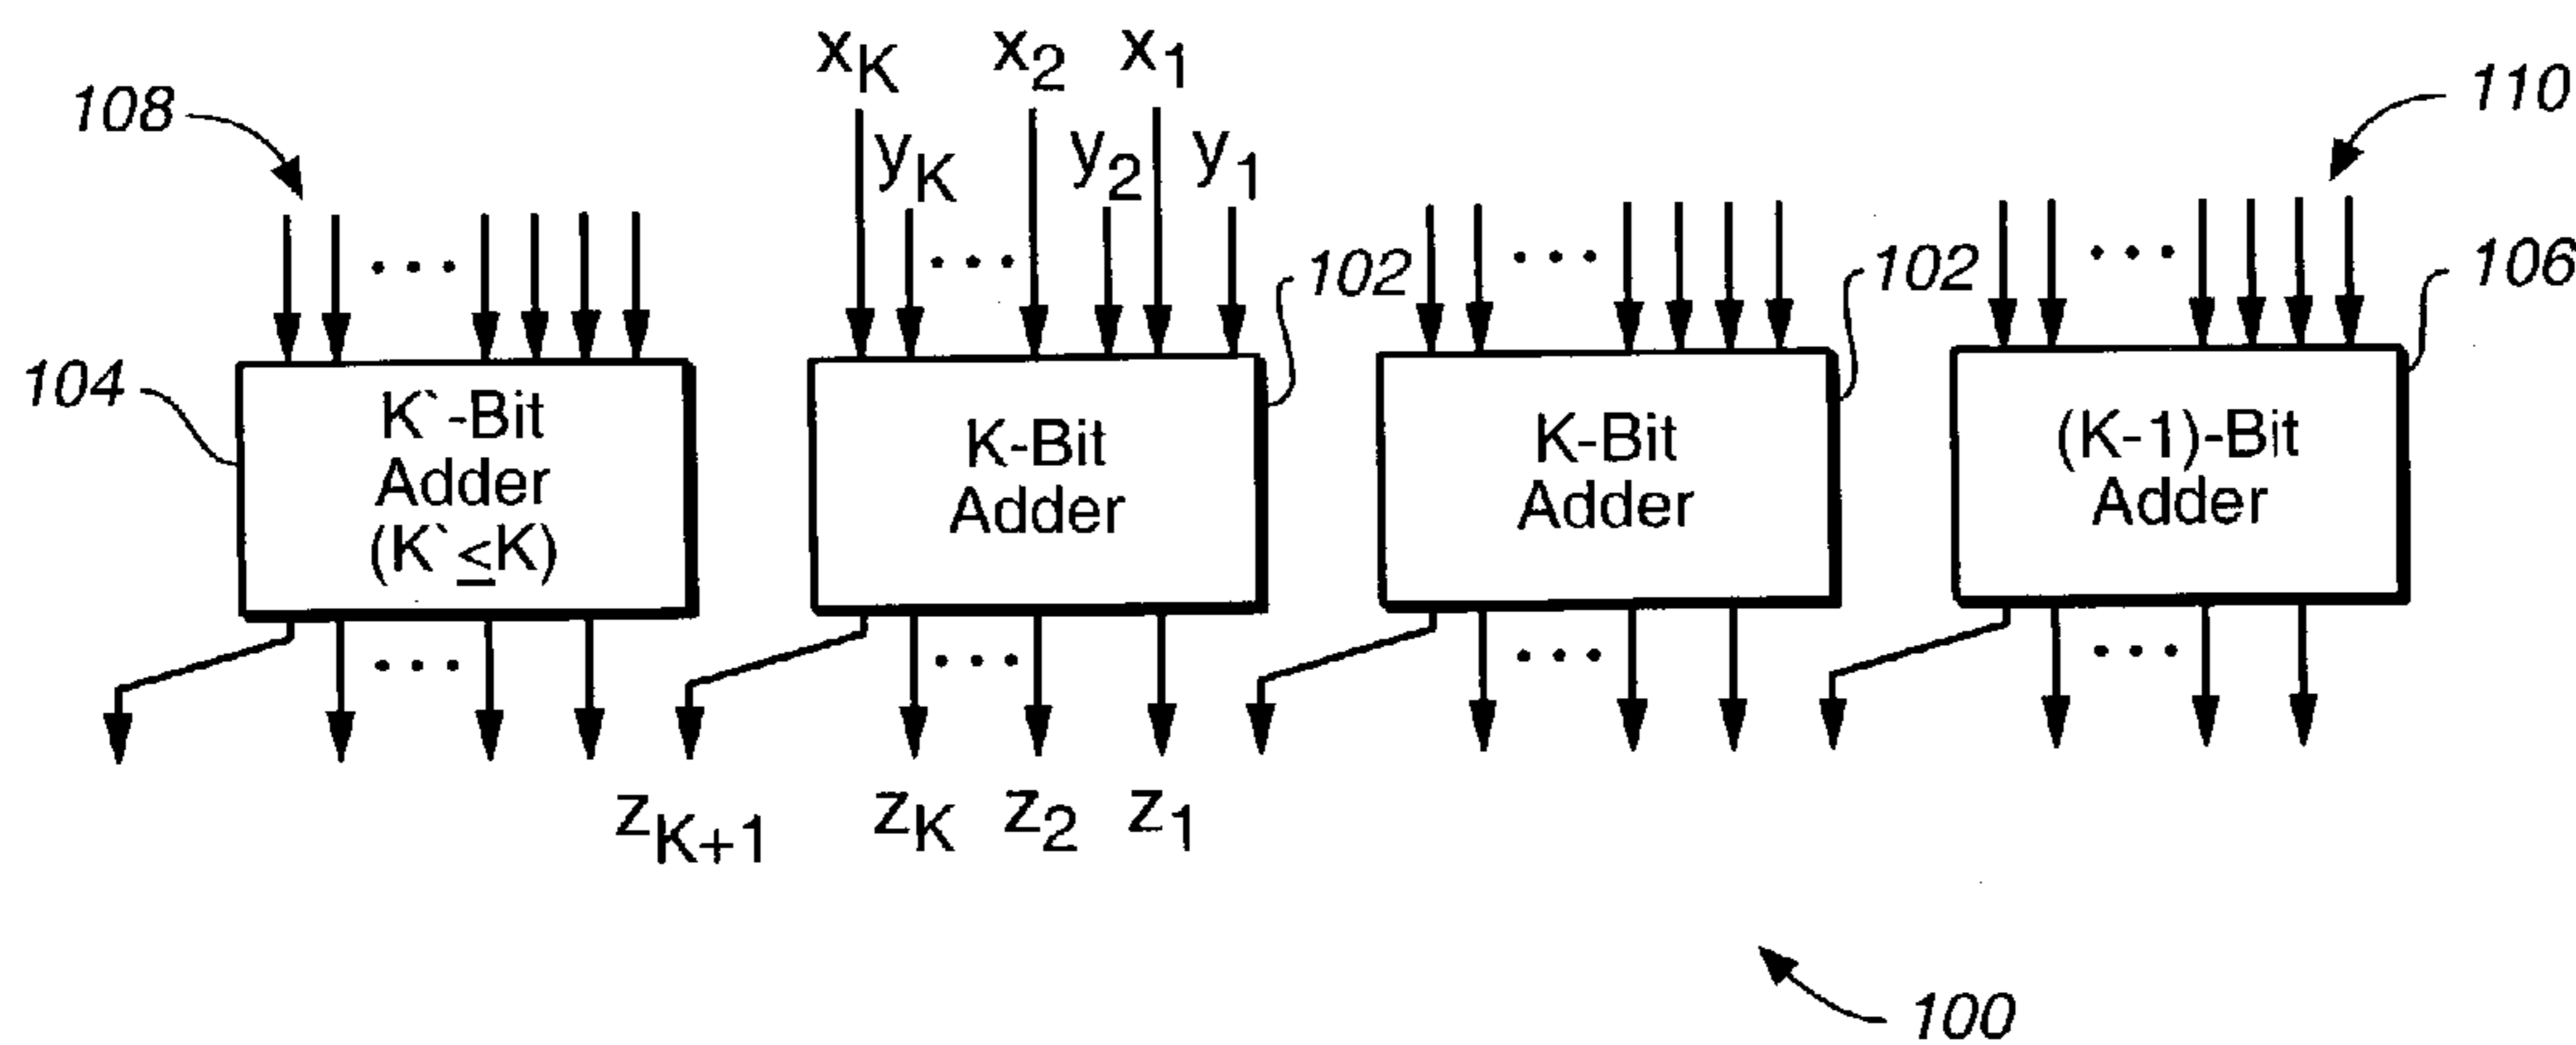 x_K x_2 x_1
108 110
y_K y_2 y_1
102 102 106
104
K`-Bit
Adder
(K`≤K)
K-Bit
Adder
K-Bit
Adder
(K-1)-Bit
Adder
z_{K+1} z_K z_2 z_1
100